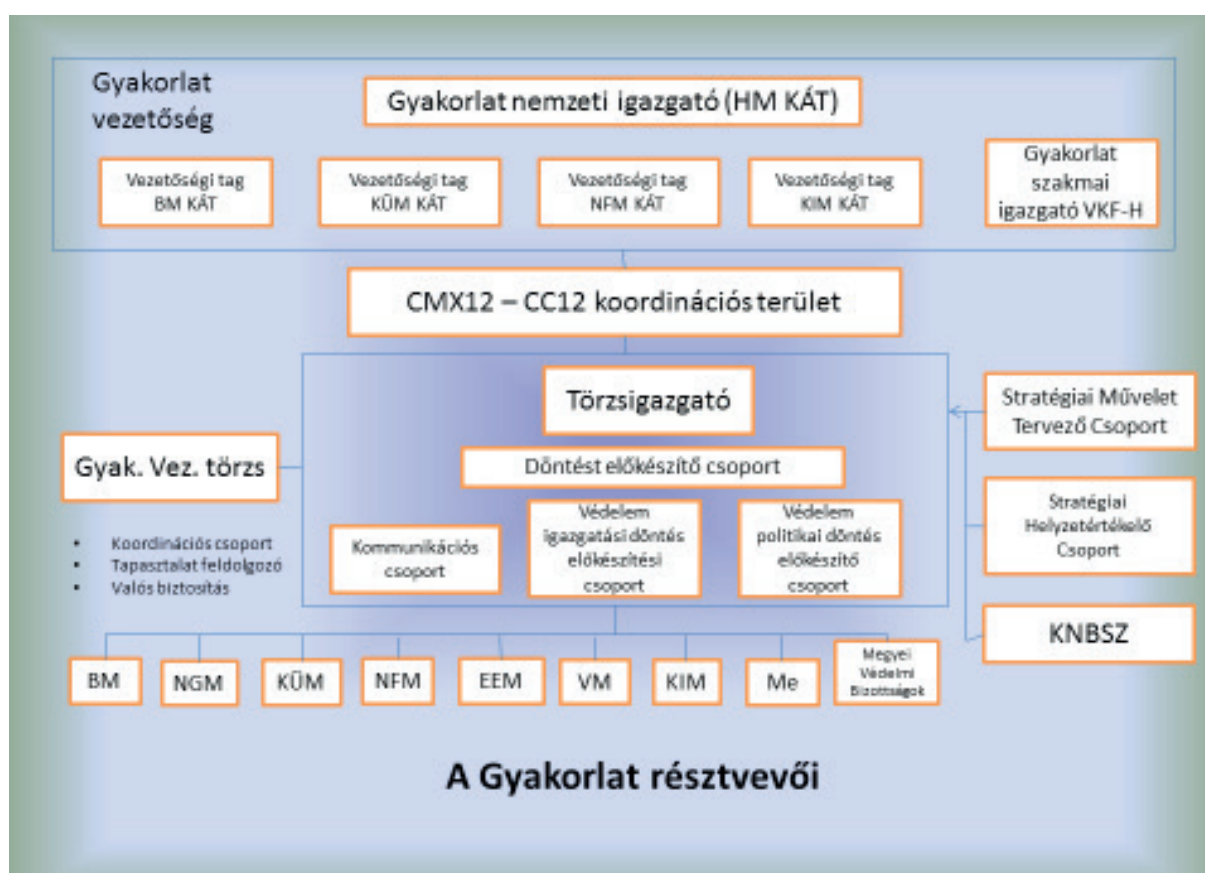 Gyakorlat
vezetőség
Gyakorlat nemzeti igazgató (HM KÁT)
Vezetőségi tag
BM KÁT
Vezetőségi tag
KÜM KÁT
Vezetőségi tag
NFM KÁT
Vezetőségi tag
KIM KÁT
Gyakorlat
szakmai
igazgató VKF-H
CMX12 – CC12 koordinációs terület
Törzsigazgató
Döntést előkészítő csoport
Kommunikációs
csoport
Védelem
igazgatási döntés
előkészítési
csoport
Védelem
politikai döntés
előkészítő
csoport
Gyak. Vez. törzs
• Koordinációs csoport
• Tapasztalat feldolgozó
• Valós biztosítás
Stratégiai Művelet
Tervező Csoport
Stratégiai
Helyzetértékelő
Csoport
KNBSZ
BM
NGM
KÜM
NFM
EEM
VM
KIM
Me
Megyei
Védelmi
Bizottságok
A Gyakorlat résztvevői